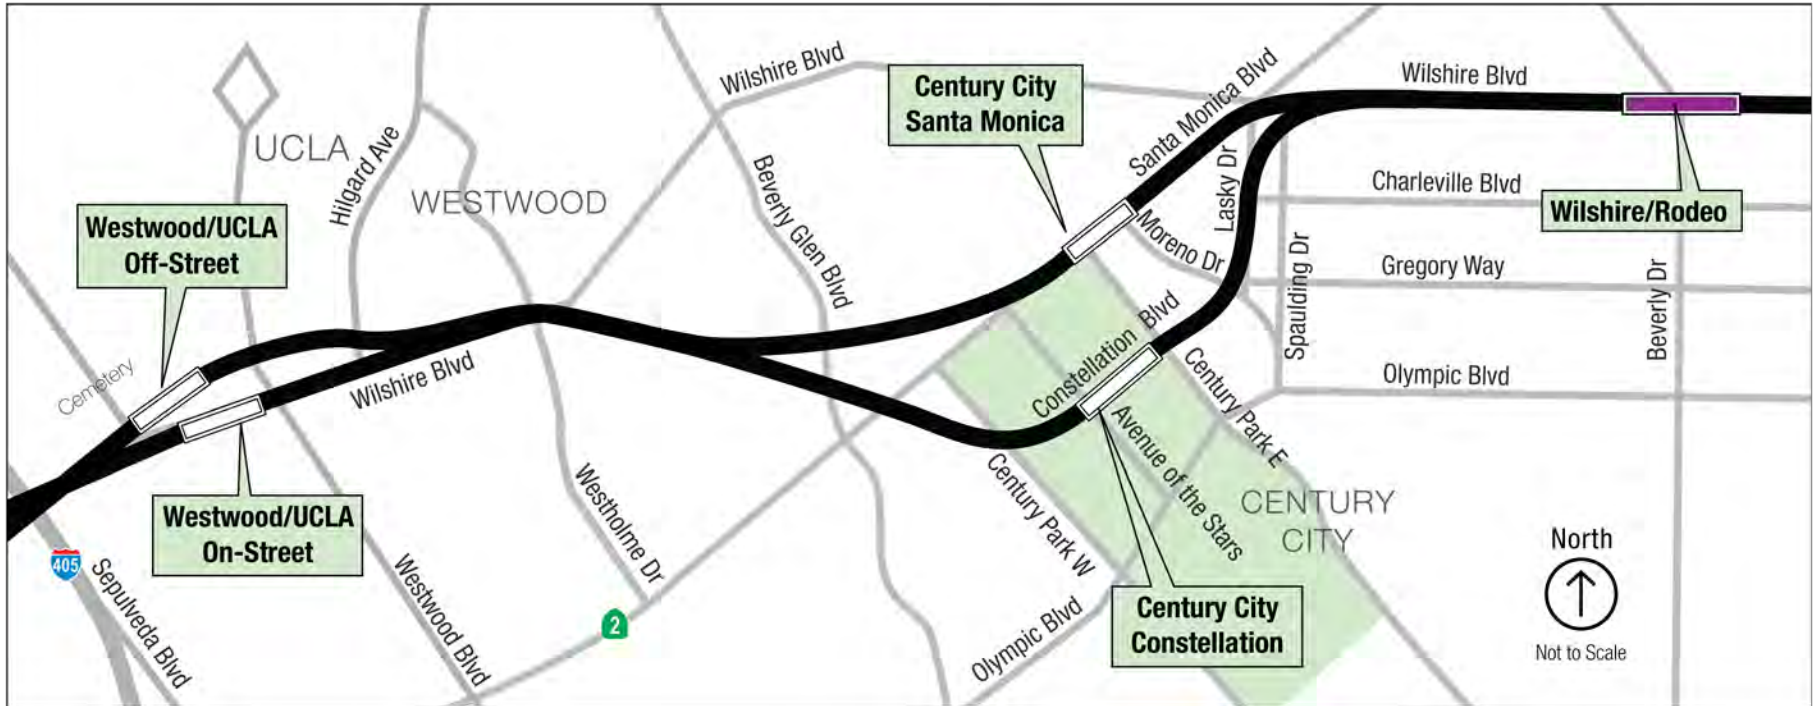 Wilshire Blvd
Century City
Santa Monica
Santa Monica Blvd
Wilshire Blvd
UCLA
Hilgard Ave
WESTWOOD
Beverly Glen Blvd
Moreno Dr
Lasky Dr
Charleville Blvd
Wilshire/Rodeo
Westwood/UCLA
Off-Street
Gregory Way
Spaulding Dr
Beverly Dr
Cemetery
Wilshire Blvd
Constellation Blvd
Olympic Blvd
Century Park E
Avenue of the Stars
Westwood/UCLA
On-Street
Westholme Dr
Century Park W
CENTURY
CITY
405
Sepulveda Blvd
Westwood Blvd
2
Olympic Blvd
Century City
Constellation
North
Not to Scale